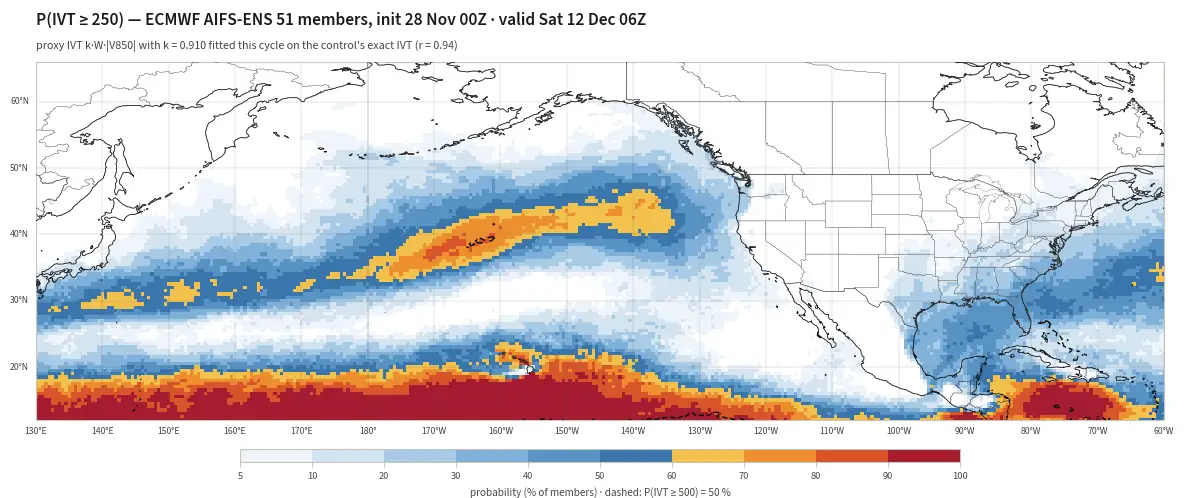 P(IVT ≥ 250) — ECMWF AIFS-ENS 51 members, init 28 Nov 00Z · valid Sat 12 Dec 06Z
proxy IVT k·W·|V850| with k = 0.910 fitted this cycle on the control's exact IVT (r = 0.94)
60°N
50°N
40°N
30°N
20°N
130°E 140°E 150°E 160°E 170°E 180° 170°W 160°W 150°W 140°W 130°W 120°W 110°W 100°W 90°W 80°W 70°W 60°W
5 10 20 30 40 50 60 70 80 90 100
probability (% of members) · dashed: P(IVT ≥ 500) = 50 %